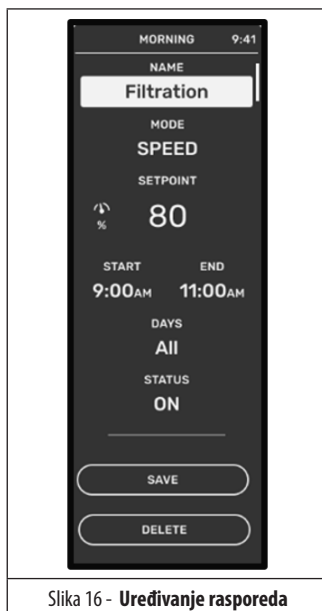 MORNING 9:41
NAME
Filtration
MODE
SPEED
SETPOINT
% 80
START END
9:00AM 11:00AM
DAYS
All
STATUS
ON
SAVE
DELETE
Slika 16 - Uređivanje rasporeda